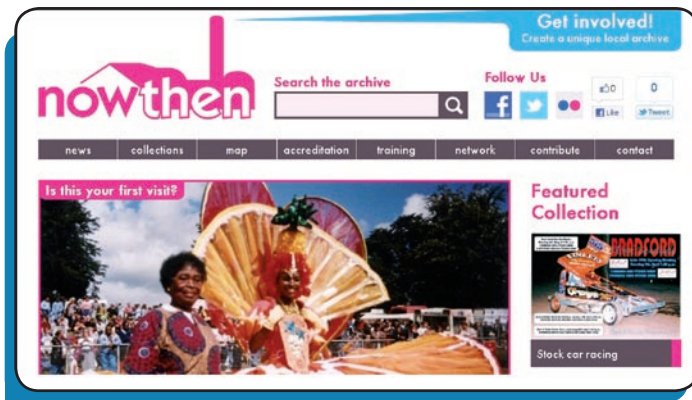 Get involved!
Create a unique local archive
nowthen
Search the archive
Follow Us
0
Like
0
Tweet
news collections map accreditation training network contribute contact
Is this your first visit?
Featured
Collection
BRADFORD
Stock car racing